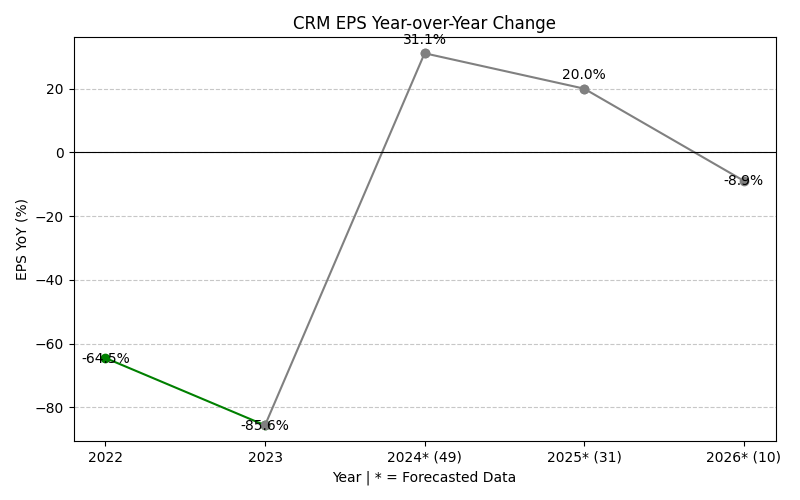 CRM EPS Year-over-Year Change
31.1%
20.0%
-8.9%
-64.5%
-85.6%
EPS YoY (%)
20
0
−20
−40
−60
−80
2022 2023 2024* (49) 2025* (31) 2026* (10)
Year | * = Forecasted Data